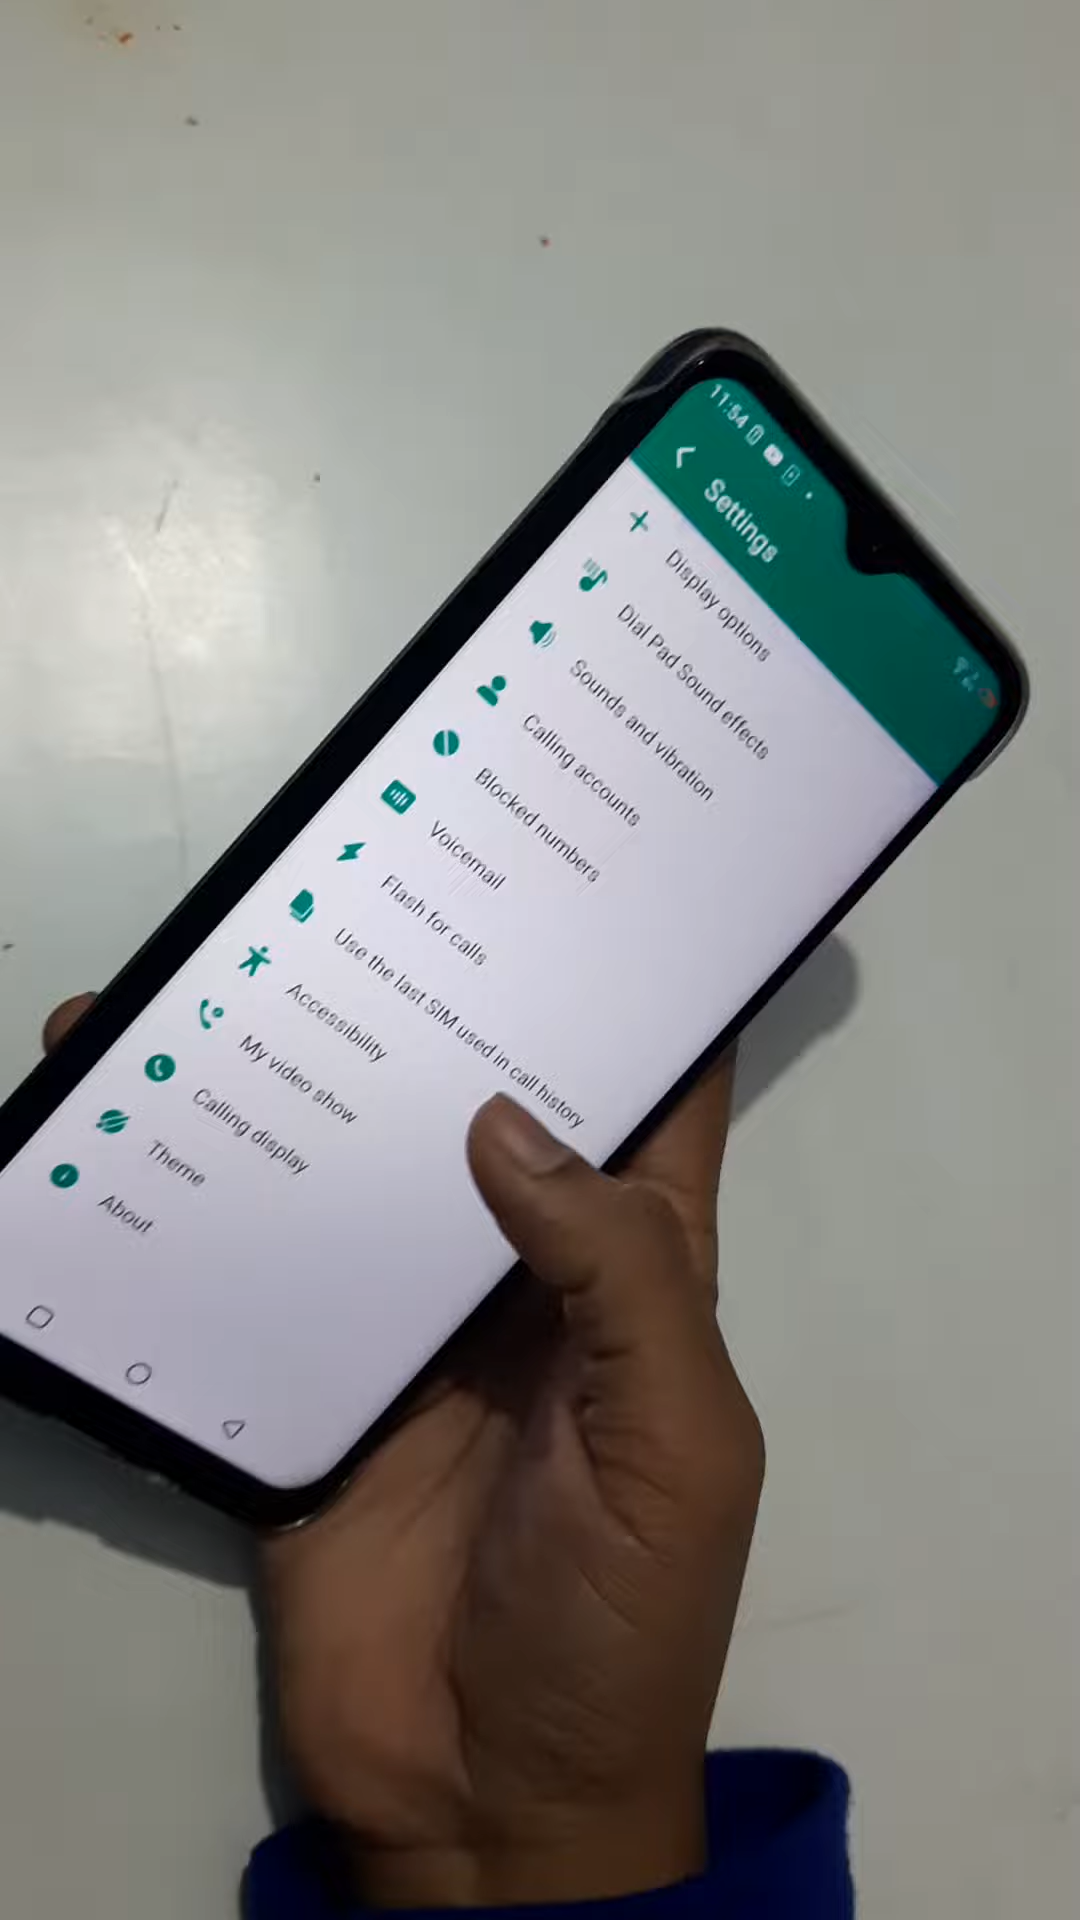 11:54
Settings
Display options
Dial Pad Sound effects
Sounds and vibration
Calling accounts
Blocked numbers
Voicemail
Flash for calls
Use the last SIM used in call history
Accessibility
My video show
Calling display
Theme
About